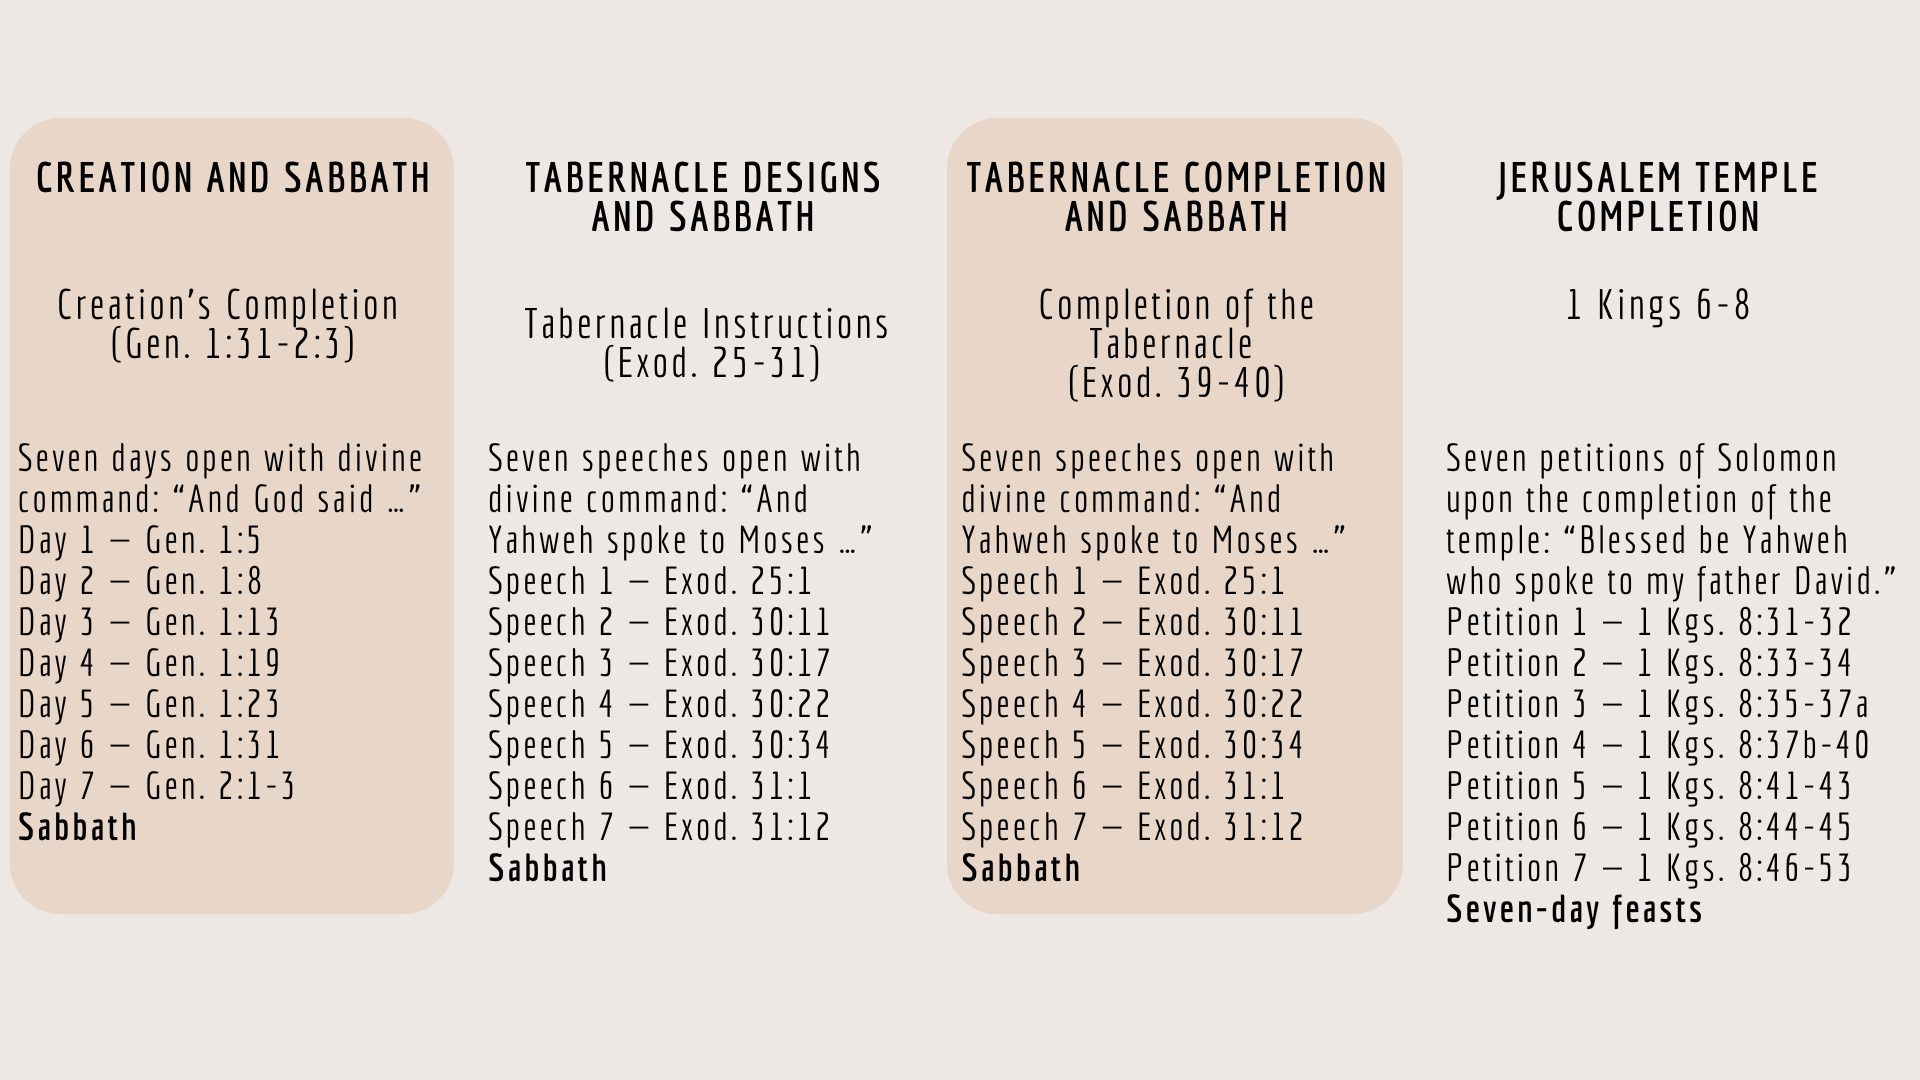 CREATION AND SABBATH
Creation's Completion
(Gen. 1:31-2:3)
Seven days open with divine
command: “And God said …”
Day 1 – Gen. 1:5
Day 2 – Gen. 1:8
Day 3 – Gen. 1:13
Day 4 – Gen. 1:19
Day 5 – Gen. 1:23
Day 6 – Gen. 1:31
Day 7 – Gen. 2:1-3
Sabbath
TABERNACLE DESIGNS
AND SABBATH
Tabernacle Instructions
(Exod. 25-31)
Seven speeches open with
divine command: “And
Yahweh spoke to Moses …”
Speech 1 – Exod. 25:1
Speech 2 – Exod. 30:11
Speech 3 – Exod. 30:17
Speech 4 – Exod. 30:22
Speech 5 – Exod. 30:34
Speech 6 – Exod. 31:1
Speech 7 – Exod. 31:12
Sabbath
TABERNACLE COMPLETION
AND SABBATH
Completion of the
Tabernacle
(Exod. 39-40)
Seven speeches open with
divine command: “And
Yahweh spoke to Moses …”
Speech 1 – Exod. 25:1
Speech 2 – Exod. 30:11
Speech 3 – Exod. 30:17
Speech 4 – Exod. 30:22
Speech 5 – Exod. 30:34
Speech 6 – Exod. 31:1
Speech 7 – Exod. 31:12
Sabbath
JERUSALEM TEMPLE
COMPLETION
1 Kings 6-8
Seven petitions of Solomon
upon the completion of the
temple: “Blessed be Yahweh
who spoke to my father David.”
Petition 1 – 1 Kgs. 8:31-32
Petition 2 – 1 Kgs. 8:33-34
Petition 3 – 1 Kgs. 8:35-37a
Petition 4 – 1 Kgs. 8:37b-40
Petition 5 – 1 Kgs. 8:41-43
Petition 6 – 1 Kgs. 8:44-45
Petition 7 – 1 Kgs. 8:46-53
Seven-day feasts